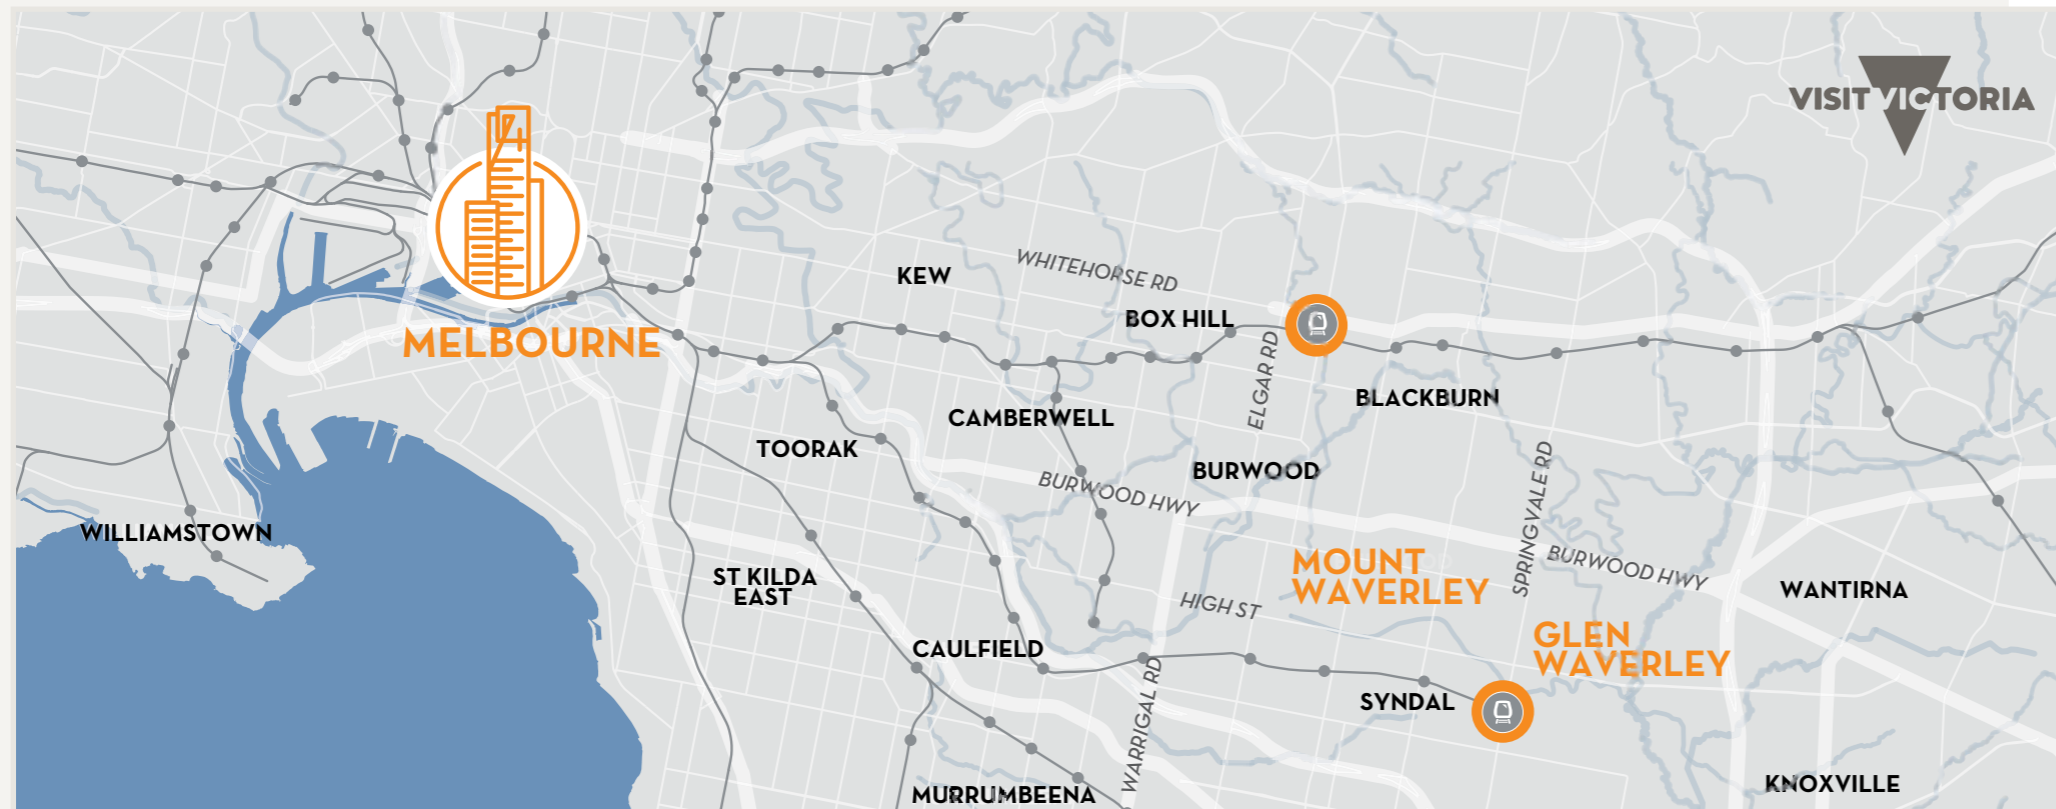 VISIT VICTORIA
KEW
WHITEHORSE RD
BOX HILL
MELBOURNE
ELGAR RD
BLACKBURN
CAMBERWELL
TOORAK
BURWOOD
BURWOOD HWY
SPRINGVALE RD
WILLIAMSTOWN
MOUNT
WAVERLEY
BURWOOD HWY
ST KILDA
EAST
WANTIRNA
HIGH ST
GLEN
WAVERLEY
CAULFIELD
WARRIGAL RD
SYNDAL
KNOXVILLE
MURRUMBEENA